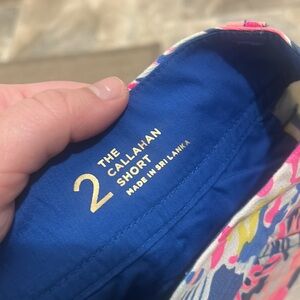 2
THE
CALLAHAN
SHORT
MADE IN SRI LANKA